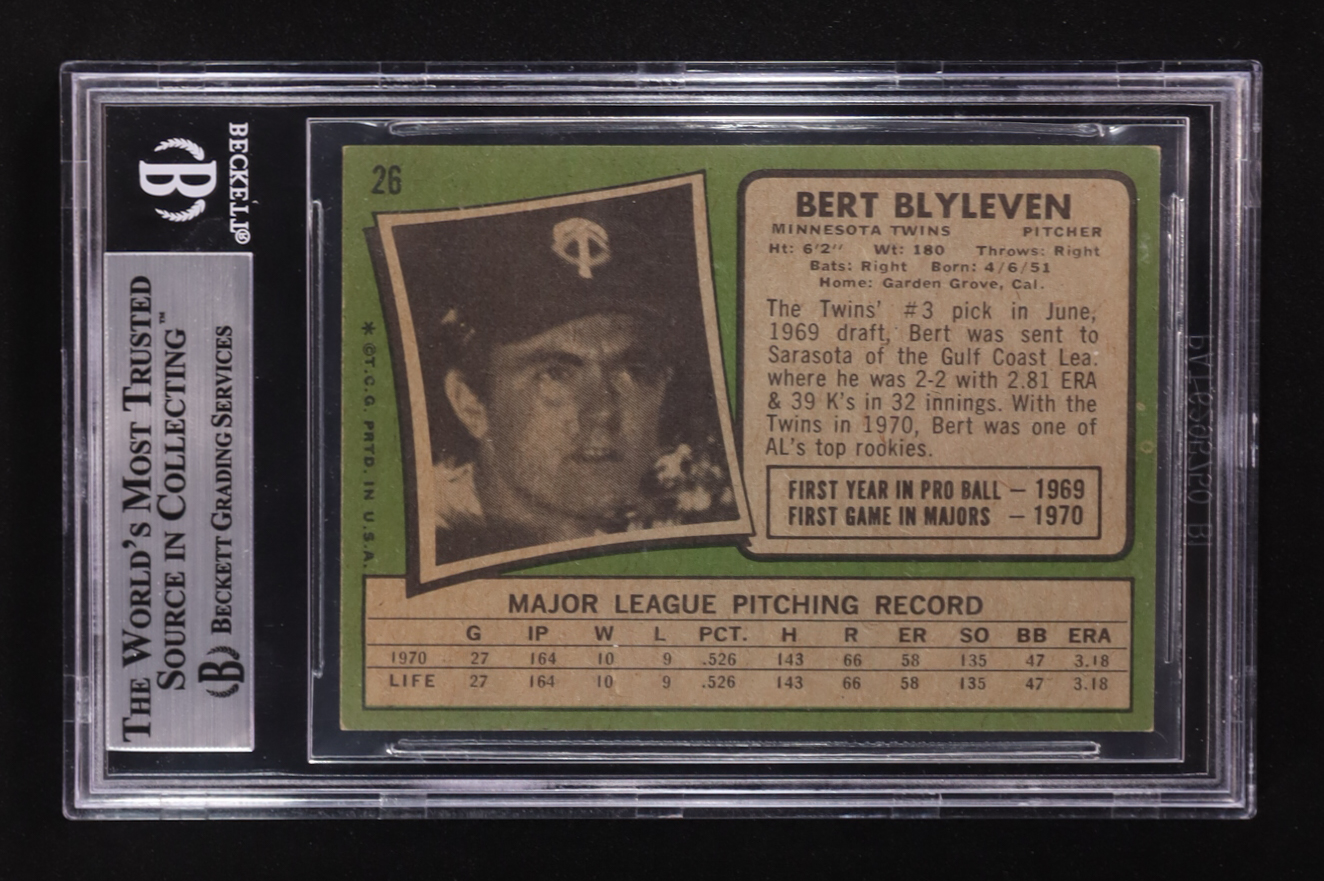 BECKETT®
B
THE WORLD'S MOST TRUSTED
SOURCE IN COLLECTING™
B BECKETT GRADING SERVICES
26
TC
* ©T.C.G. PRTD. IN U.S.A.
BERT BLYLEVEN
MINNESOTA TWINS PITCHER
Ht: 6'2" Wt: 180 Throws: Right
Bats: Right Born: 4/6/51
Home: Garden Grove, Cal.
The Twins' #3 pick in June,
1969 draft, Bert was sent to
Sarasota of the Gulf Coast Lea.
where he was 2-2 with 2.81 ERA
& 39 K's in 32 innings. With the
Twins in 1970, Bert was one of
AL's top rookies.
FIRST YEAR IN PRO BALL — 1969
FIRST GAME IN MAJORS — 1970
MAJOR LEAGUE PITCHING RECORD
G IP W L PCT. H R ER SO BB ERA
1970 27 164 10 9 .526 143 66 58 135 47 3.18
LIFE 27 164 10 9 .526 143 66 58 135 47 3.18